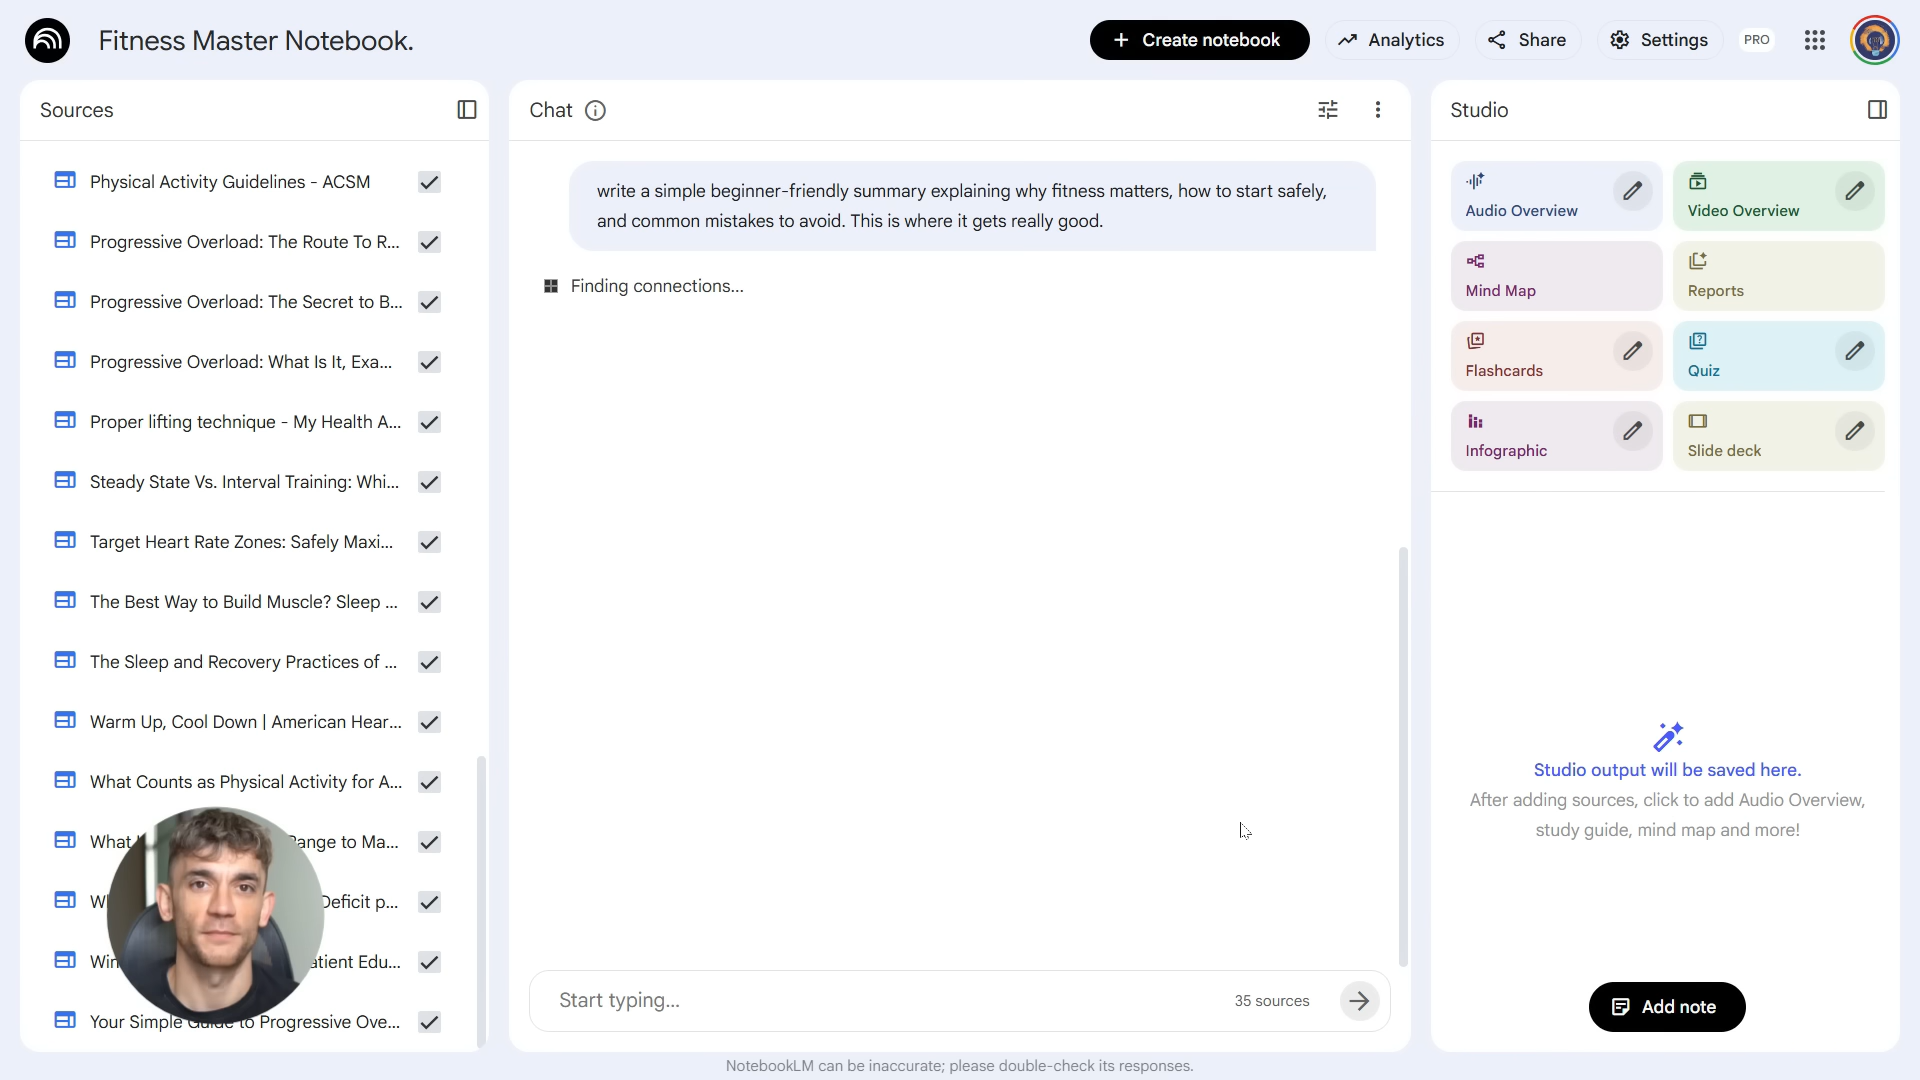 Fitness Master Notebook.
Create notebook
Analytics
Share
Settings
PRO
Sources
Physical Activity Guidelines - ACSM
Progressive Overload: The Route To R...
Progressive Overload: The Secret to B...
Progressive Overload: What Is It, Exa...
Proper lifting technique - My Health A...
Steady State Vs. Interval Training: Whi...
Target Heart Rate Zones: Safely Maxi...
The Best Way to Build Muscle? Sleep ...
The Sleep and Recovery Practices of ...
Warm Up, Cool Down | American Hear...
What Counts as Physical Activity for A...
What
to Ma...
Deficit p...
Edu...
Your Simple Guide to Progressive Ove...
Chat
write a simple beginner-friendly summary explaining why fitness matters, how to start safely,
and common mistakes to avoid. This is where it gets really good.
Finding connections...
Start typing...
35 sources
Studio
Audio Overview
Video Overview
Mind Map
Reports
Flashcards
Quiz
Infographic
Slide deck
Studio output will be saved here.
After adding sources, click to add Audio Overview,
study guide, mind map and more!
Add note
NotebookLM can be inaccurate; please double-check its responses.